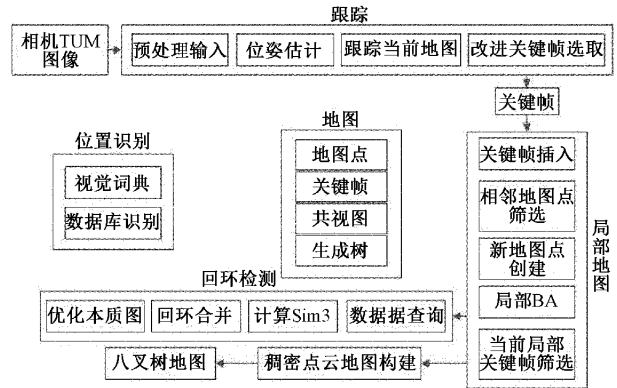 跟踪
相机TUM
图像
预处理输入
位姿估计
跟踪当前地图
改进关键帧选取
关键帧
位置识别
视觉词典
数据库识别
地图
地图点
关键帧
共视图
生成树
关键帧插入
相邻地图点
筛选
新地图点
创建
局部BA
当前局部
关键帧筛选
局部地图
回环检测
优化本质图
回环合并
计算Sim3
数据据查询
八叉树地图
稠密点云地图构建